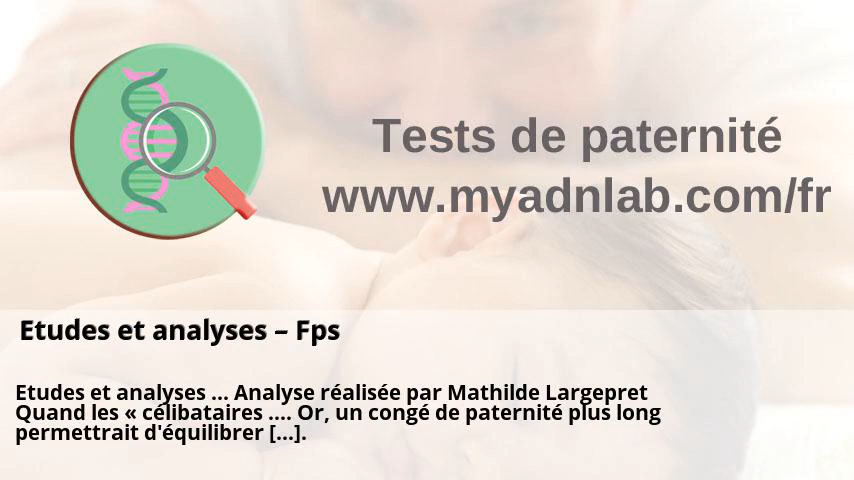 Tests de paternité
www.myadnlab.com/fr
Etudes et analyses – Fps
Etudes et analyses ... Analyse réalisée par Mathilde Largepret
Quand les « célibataires .... Or, un congé de paternité plus long
permettrait d'équilibrer [...].